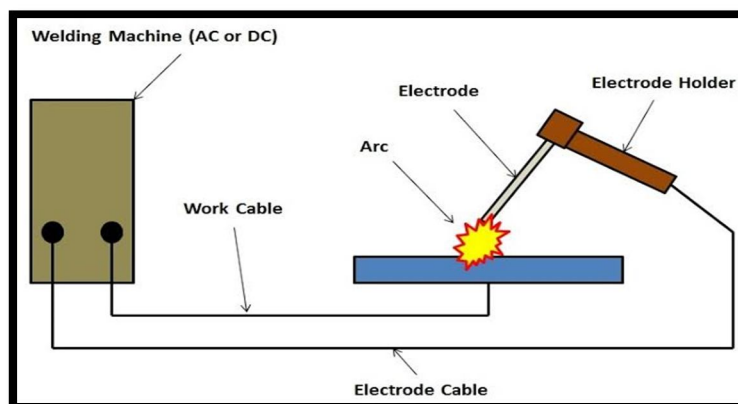 Welding Machine (AC or DC)
Electrode
Electrode Holder
Arc
Work Cable
Electrode Cable